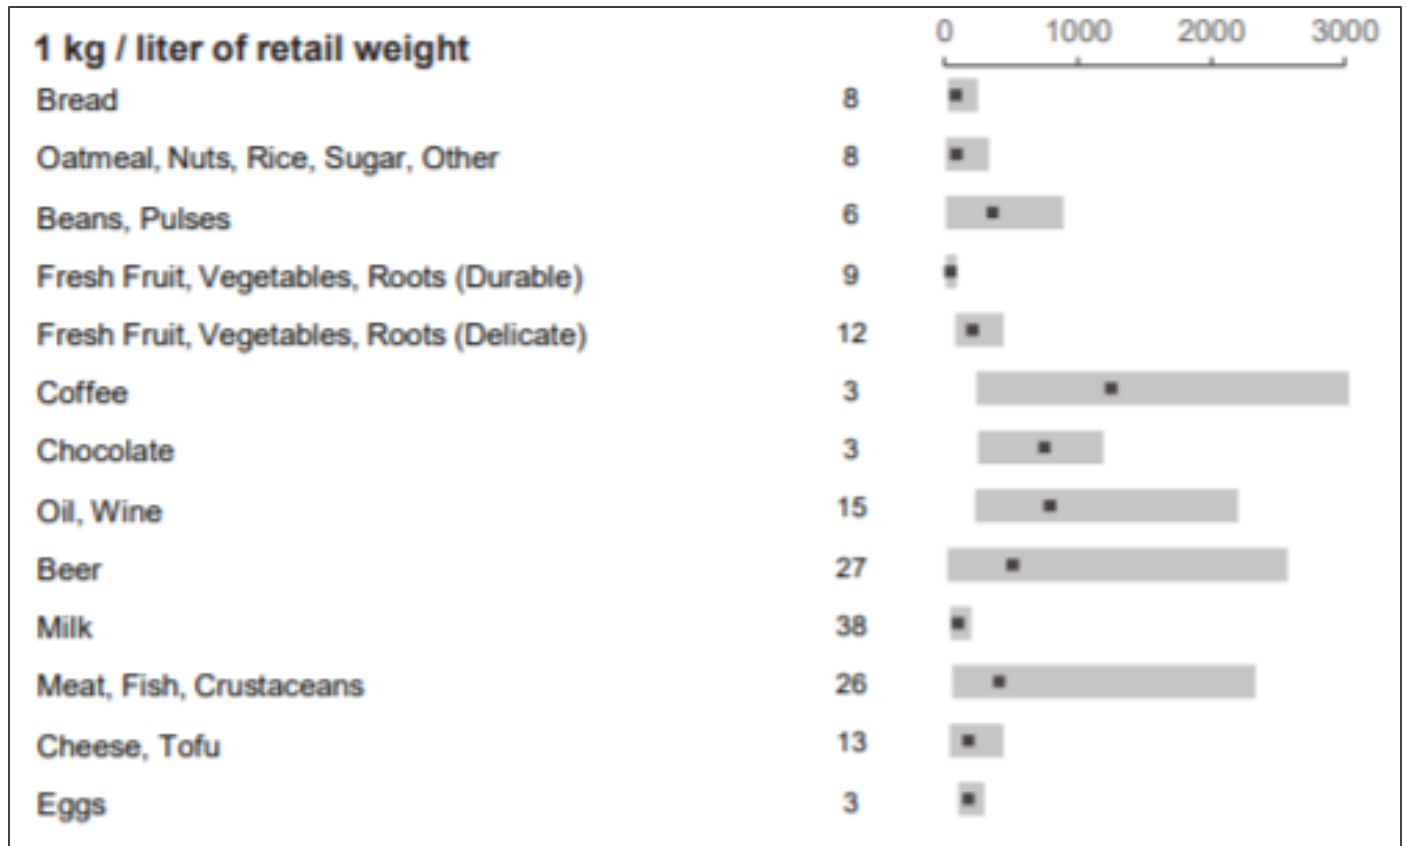 0 1000 2000 3000
1 kg / liter of retail weight
Bread 8
Oatmeal, Nuts, Rice, Sugar, Other 8
Beans, Pulses 6
Fresh Fruit, Vegetables, Roots (Durable) 9
Fresh Fruit, Vegetables, Roots (Delicate) 12
Coffee 3
Chocolate 3
Oil, Wine 15
Beer 27
Milk 38
Meat, Fish, Crustaceans 26
Cheese, Tofu 13
Eggs 3